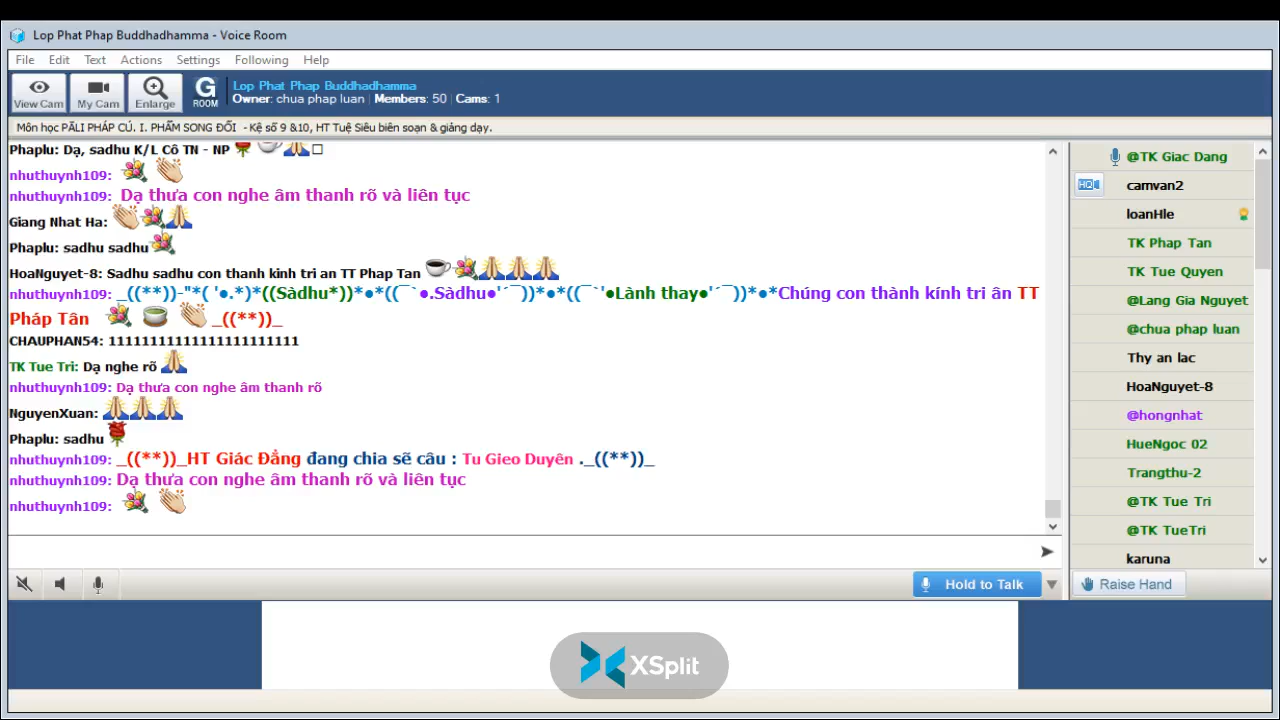 Lop Phat Phap Buddhadhamma - Voice Room
File Edit Text Actions Settings Following Help
View Cam My Cam Enlarge G ROOM
Lop Phat Phap Buddhadhamma
Owner: chua phap luan | Members: 50 | Cams: 1
Môn học PĀLI PHÁP CÚ. I. PHẨM SONG ĐỐI - Kệ số 9 &10, HT Tuệ Siêu biên soạn & giảng dạy.
Phaplu: Dạ, sadhu K/L Cô TN - NP
nhuthuynh109:
nhuthuynh109: Dạ thưa con nghe âm thanh rõ và liên tục
Giang Nhat Ha:
Phaplu: sadhu sadhu
HoaNguyet-8: Sadhu sadhu con thanh kinh tri an TT Phap Tan
nhuthuynh109: _((**))-"*( '●.*)*((Sàdhu*))*●*((¯`●.Sàdhu●'´¯))*●*((¯`'●Lành thay●'´¯))*●*Chúng con thành kính tri ân TT
Pháp Tân _((**))_
CHAUPHAN54: 11111111111111111111111
TK Tue Tri: Dạ nghe rõ
nhuthuynh109: Dạ thưa con nghe âm thanh rõ
NguyenXuan:
Phaplu: sadhu
nhuthuynh109: _((**))_HT Giác Đẳng đang chia sẽ câu : Tu Gieo Duyên ._((**))_
nhuthuynh109: Dạ thưa con nghe âm thanh rõ và liên tục
nhuthuynh109:
Hold to Talk
@TK Giac Dang
HQ camvan2
loanHle
TK Phap Tan
TK Tue Quyen
@Lang Gia Nguyet
@chua phap luan
Thy an lac
HoaNguyet-8
@hongnhat
HueNgoc 02
Trangthu-2
@TK Tue Tri
@TK TueTri
karuna
Raise Hand
XSplit